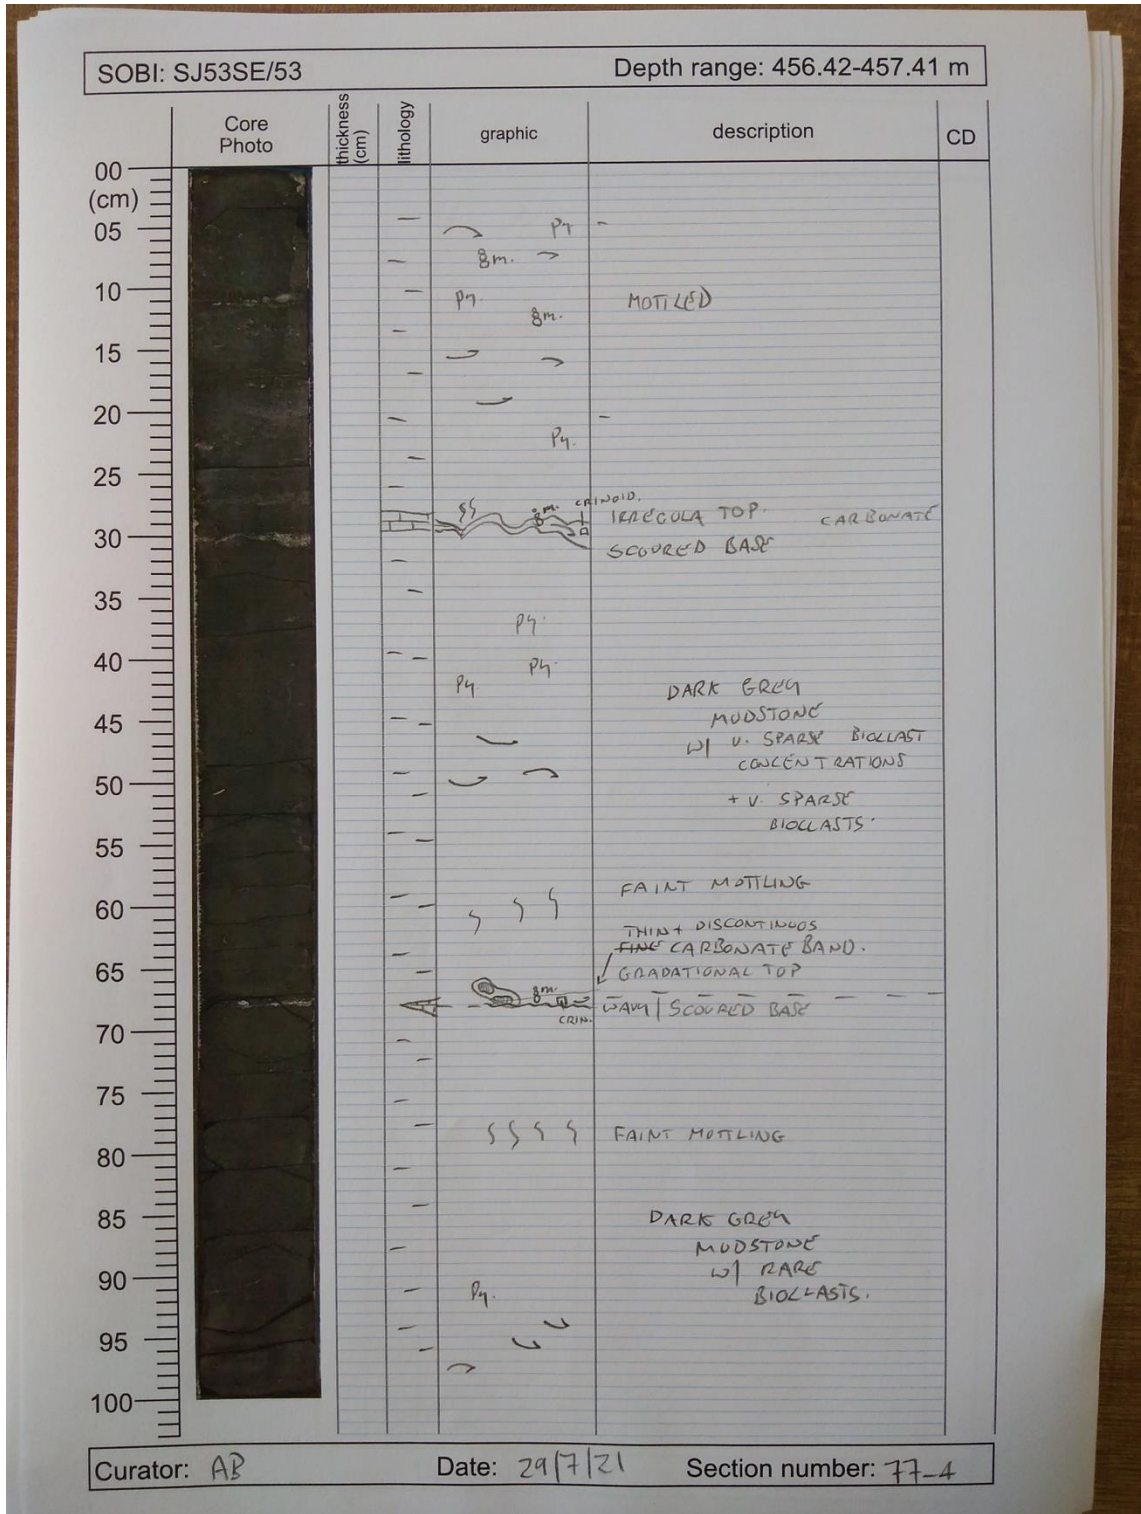 SOBI: SJ53SE/53 Depth range: 456.42-457.41 m
Core Photo thickness (cm) lithology graphic description CD
00
(cm)
05 Py
8m.
10 Py. MOTTLED
8m.
15
20
Py.
25
CRINOID.
8m. IRREGULA TOP. CARBONATE
30
SCOURED BASE
35
Py.
40 Py.
Py DARK GREY
45 MUDSTONE
W/ V. SPARSE BIOCLAST
CONCENTRATIONS
50
+ V. SPARSE
BIOCLASTS.
55
FAINT MOTTLING
60
THIN + DISCONTINUOS
FINE CARBONATE BAND.
65 GRADATIONAL TOP
8m.
WAVY | SCOURED BASE
CRIN.
70
75
FAINT MOTTLING
80
85 DARK GREY
MUDSTONE
90 W/ RARE
Py. BIOCLASTS.
95
100
Curator: AB Date: 29/7/21 Section number: 77_4